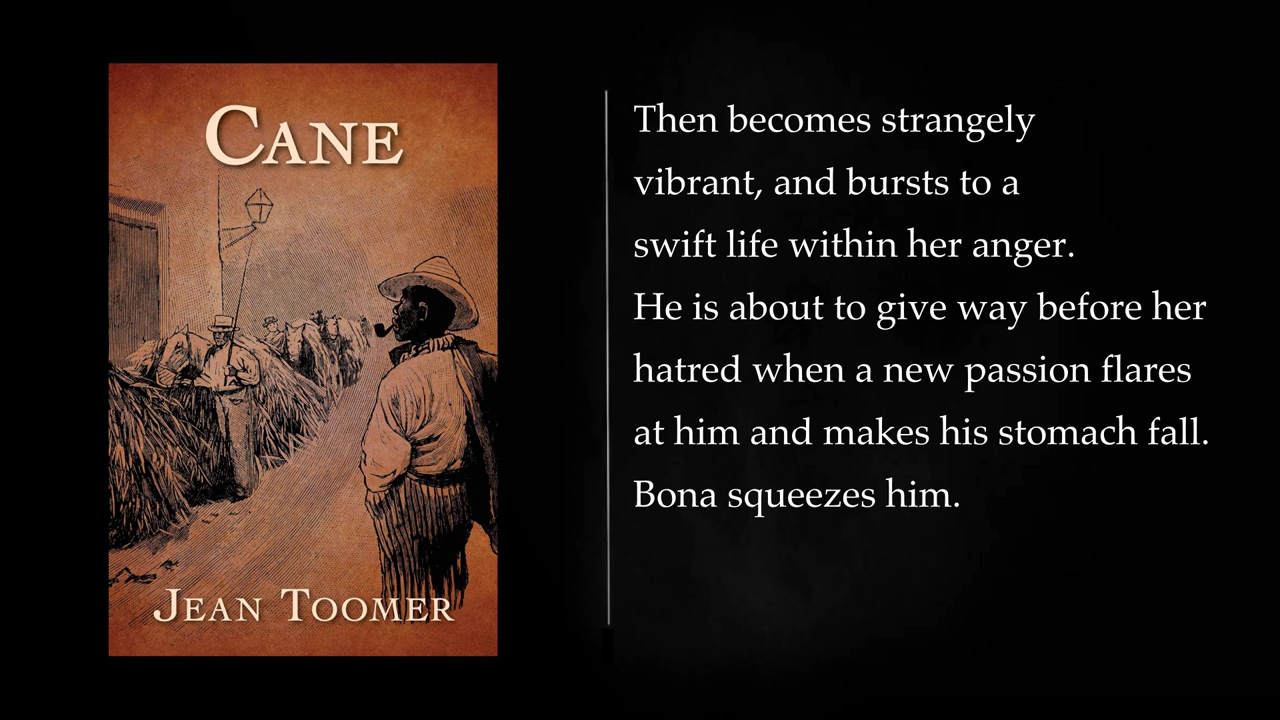 CANE
JEAN TOOMER
Then becomes strangely
vibrant, and bursts to a
swift life within her anger.
He is about to give way before her
hatred when a new passion flares
at him and makes his stomach fall.
Bona squeezes him.